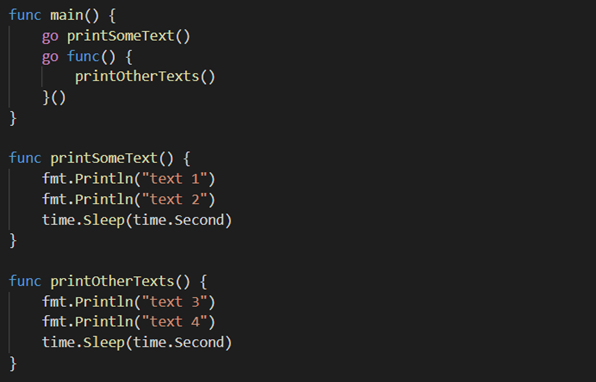 func main() {
    go printSomeText()
    go func() {
        printOtherTexts()
    }()
}

func printSomeText() {
    fmt.Println("text 1")
    fmt.Println("text 2")
    time.Sleep(time.Second)
}

func printOtherTexts() {
    fmt.Println("text 3")
    fmt.Println("text 4")
    time.Sleep(time.Second)
}